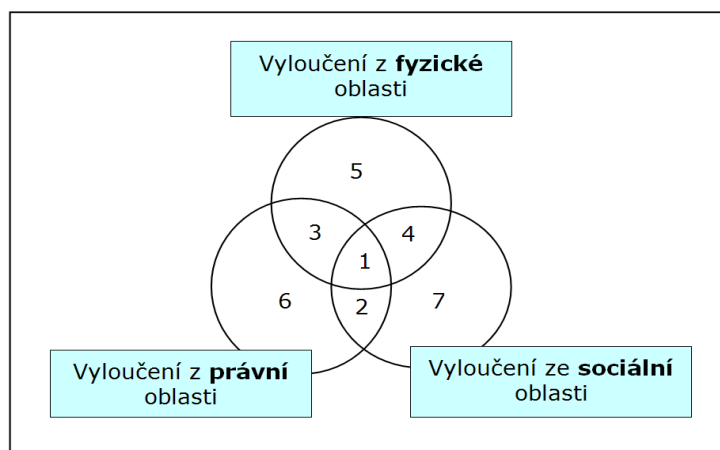 Vyloučení z fyzické
oblasti
5
3
4
1
6
2
7
Vyloučení z právní
oblasti
Vyloučení ze sociální
oblasti